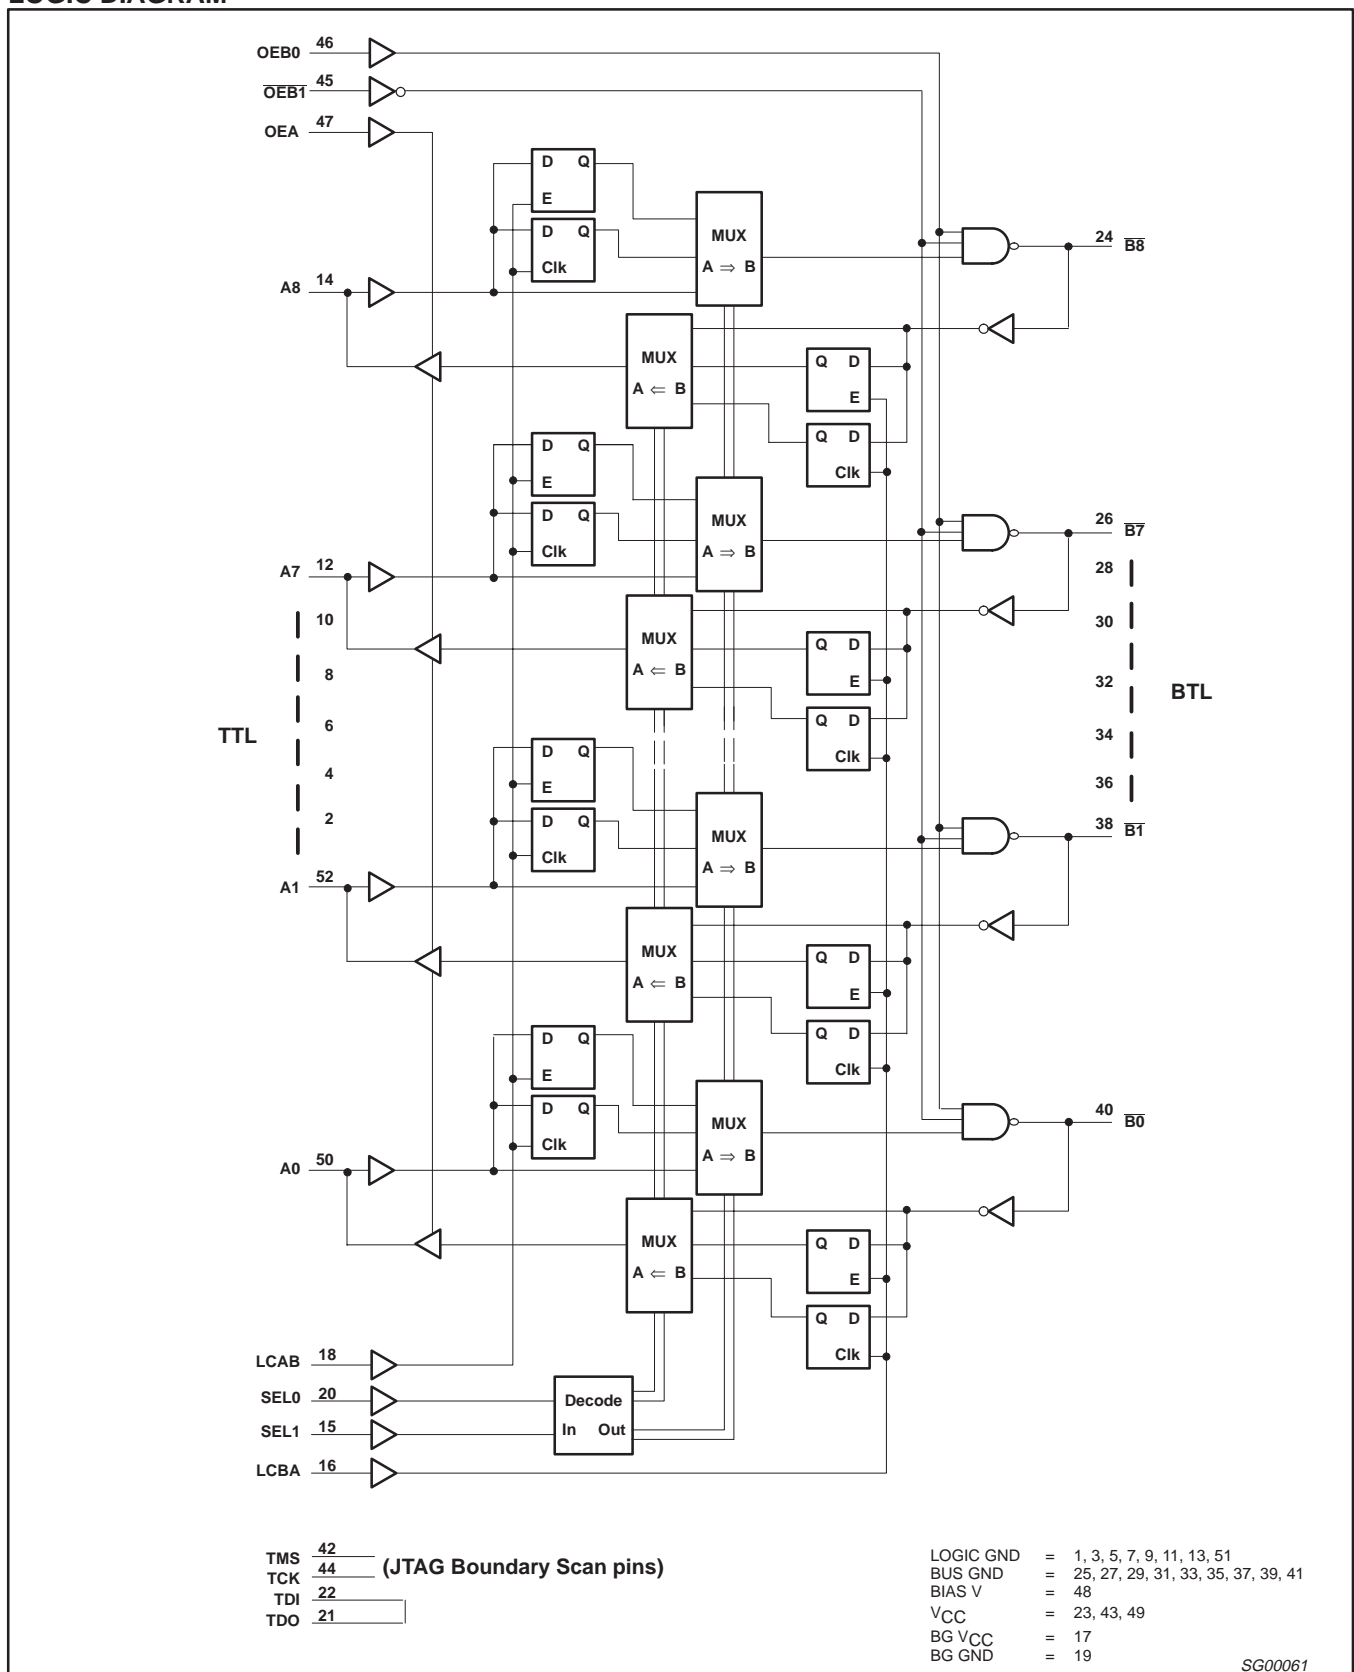 LOGIC DIAGRAM
OEB0 46
OEB1 45
OEA 47
D Q
E
D Q
Clk
MUX
A ⇒ B
24 B8
A8 14
MUX
A ⇐ B
Q D
E
Q D
Clk
D Q
E
D Q
Clk
MUX
A ⇒ B
26 B7
A7 12
28
10
30
MUX
A ⇐ B
Q D
E
8
32
BTL
Q D
Clk
TTL
6
34
D Q
E
4
36
2
D Q
Clk
MUX
A ⇒ B
38 B1
A1 52
MUX
A ⇐ B
Q D
E
Q D
Clk
D Q
E
D Q
Clk
MUX
A ⇒ B
40 B0
A0 50
MUX
A ⇐ B
Q D
E
Q D
Clk
LCAB 18
SEL0 20
Decode
SEL1 15
In Out
LCBA 16
TMS 42
TCK 44
(JTAG Boundary Scan pins)
TDI 22
TDO 21
LOGIC GND = 1, 3, 5, 7, 9, 11, 13, 51
BUS GND = 25, 27, 29, 31, 33, 35, 37, 39, 41
BIAS V = 48
VCC = 23, 43, 49
BG VCC = 17
BG GND = 19
SG00061